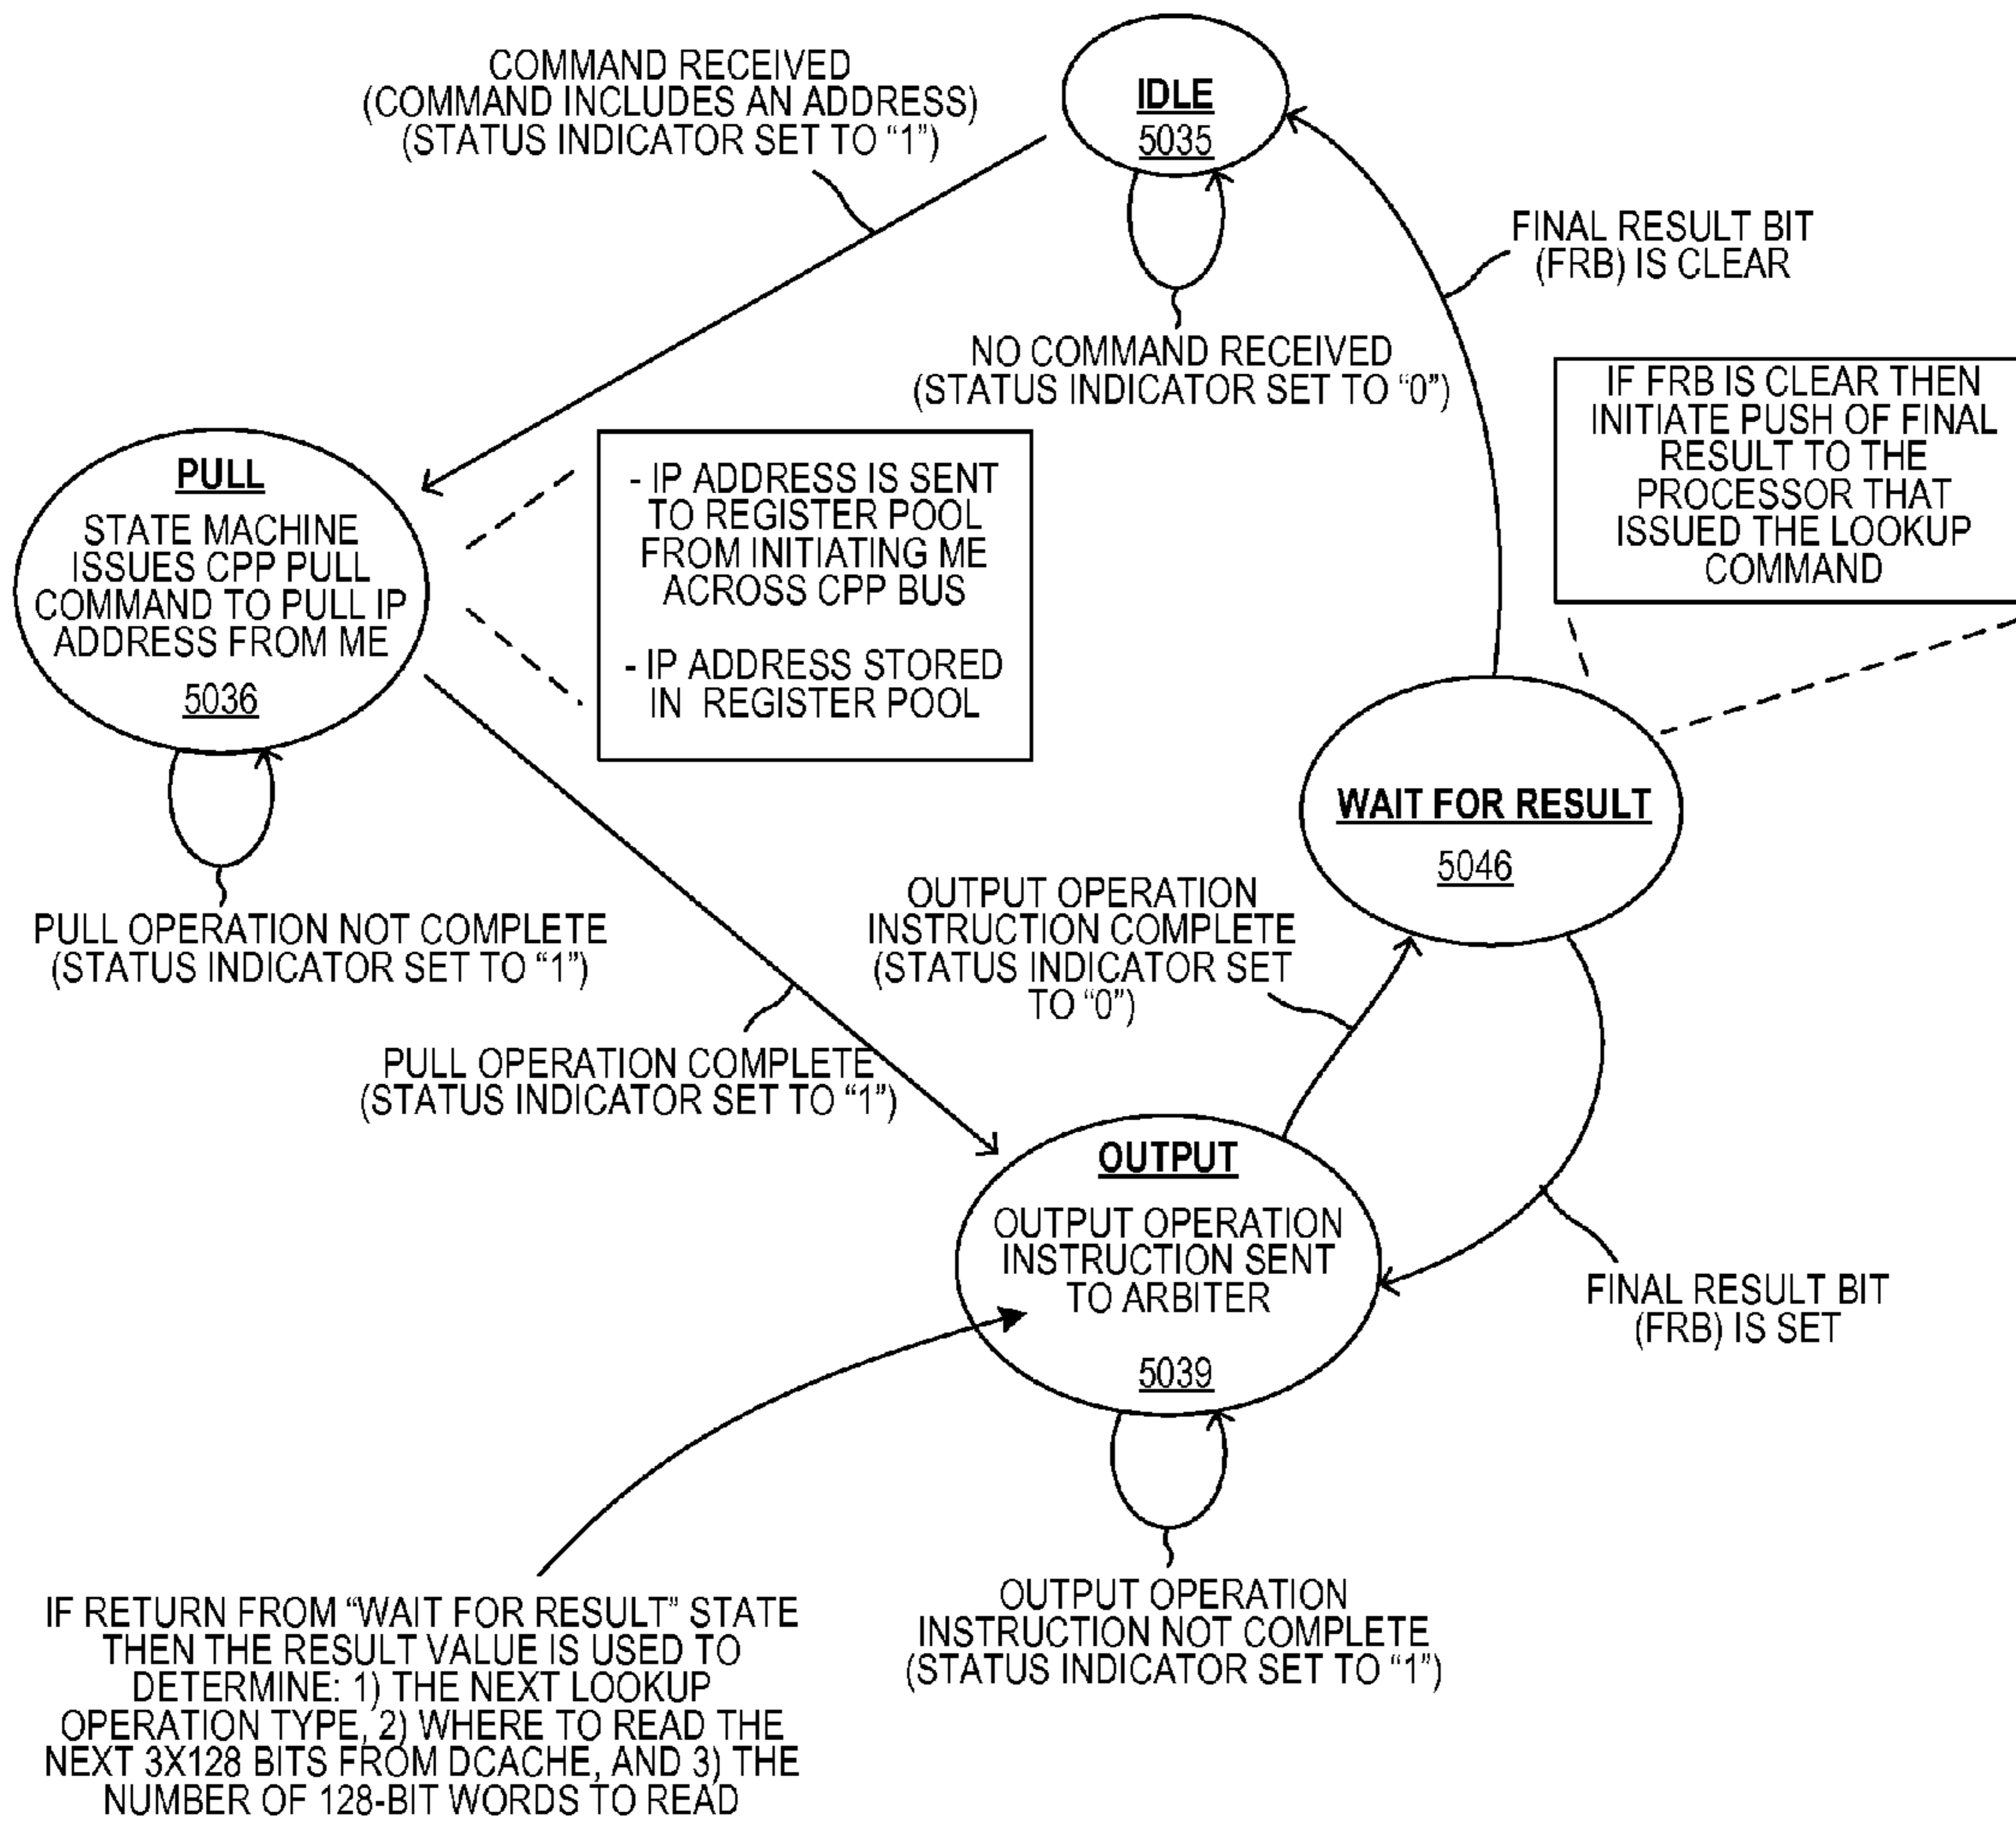 COMMAND RECEIVED
(COMMAND INCLUDES AN ADDRESS)
(STATUS INDICATOR SET TO “1”)
IDLE
5035
FINAL RESULT BIT
(FRB) IS CLEAR
NO COMMAND RECEIVED
(STATUS INDICATOR SET TO “0”)
IF FRB IS CLEAR THEN
INITIATE PUSH OF FINAL
RESULT TO THE
PROCESSOR THAT
ISSUED THE LOOKUP
COMMAND
PULL
STATE MACHINE
ISSUES CPP PULL
COMMAND TO PULL IP
ADDRESS FROM ME
5036
- IP ADDRESS IS SENT
TO REGISTER POOL
FROM INITIATING ME
ACROSS CPP BUS
- IP ADDRESS STORED
IN REGISTER POOL
WAIT FOR RESULT
5046
PULL OPERATION NOT COMPLETE
(STATUS INDICATOR SET TO “1”)
OUTPUT OPERATION
INSTRUCTION COMPLETE
(STATUS INDICATOR SET
TO “0”)
PULL OPERATION COMPLETE
(STATUS INDICATOR SET TO “1”)
OUTPUT
OUTPUT OPERATION
INSTRUCTION SENT
TO ARBITER
5039
FINAL RESULT BIT
(FRB) IS SET
OUTPUT OPERATION
INSTRUCTION NOT COMPLETE
(STATUS INDICATOR SET TO “1”)
IF RETURN FROM “WAIT FOR RESULT” STATE
THEN THE RESULT VALUE IS USED TO
DETERMINE: 1) THE NEXT LOOKUP
OPERATION TYPE, 2) WHERE TO READ THE
NEXT 3X128 BITS FROM DCACHE, AND 3) THE
NUMBER OF 128-BIT WORDS TO READ